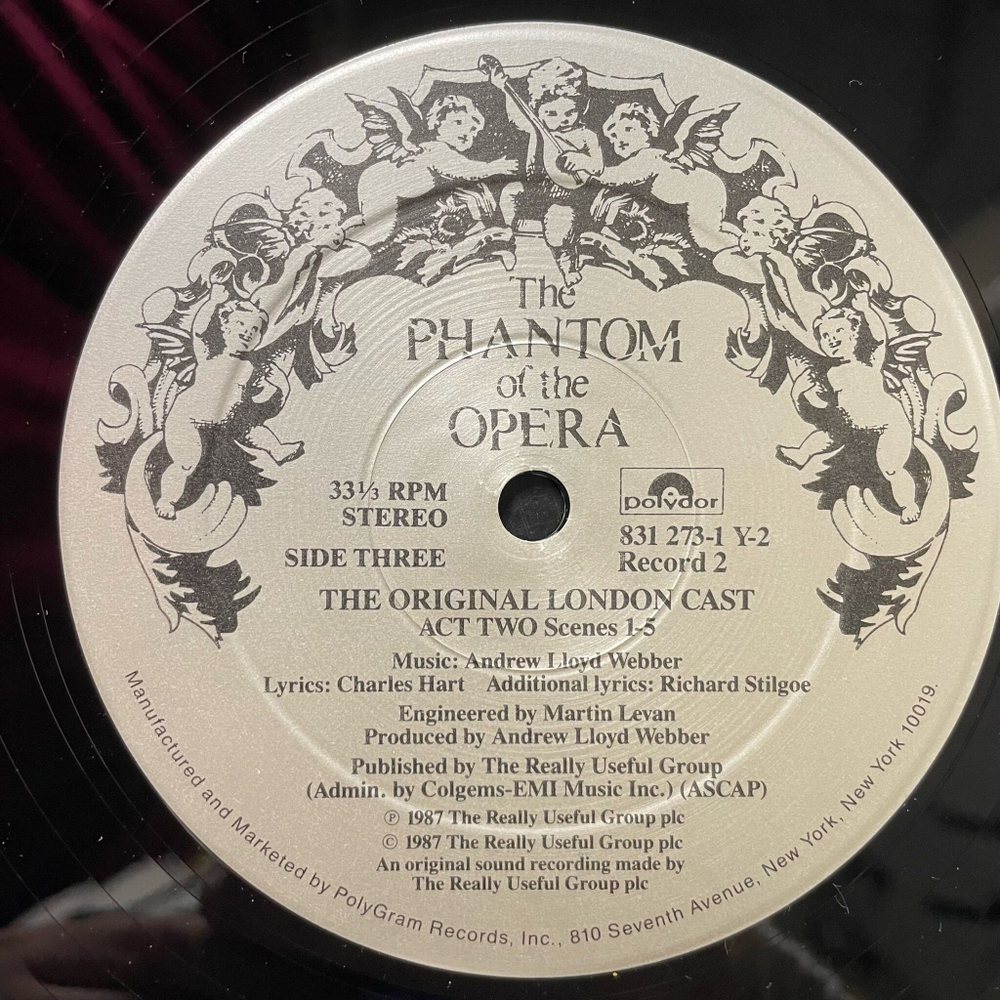 The
PHANTOM
of the
OPERA
33⅓ RPM
STEREO
SIDE THREE
polydor
831 273-1 Y-2
Record 2
THE ORIGINAL LONDON CAST
ACT TWO Scenes 1-5
Music: Andrew Lloyd Webber
Lyrics: Charles Hart    Additional lyrics: Richard Stilgoe
Engineered by Martin Levan
Produced by Andrew Lloyd Webber
Published by The Really Useful Group
(Admin. by Colgems-EMI Music Inc.) (ASCAP)
℗ 1987 The Really Useful Group plc
© 1987 The Really Useful Group plc
An original sound recording made by
The Really Useful Group plc
Manufactured and Marketed by PolyGram Records, Inc., 810 Seventh Avenue, New York, New York 10019.